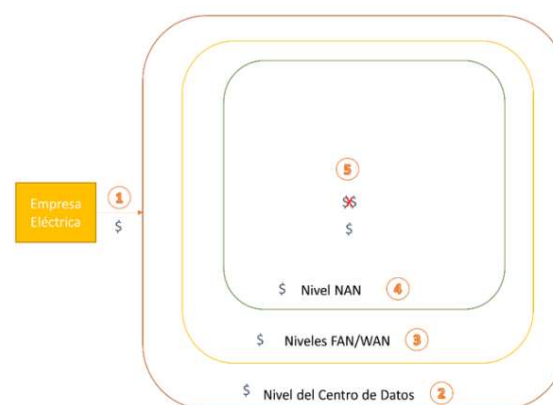 5
Empresa
Eléctrica
1
$
$$
$
$ Nivel NAN 4
$ Niveles FAN/WAN 3
$ Nivel del Centro de Datos 2